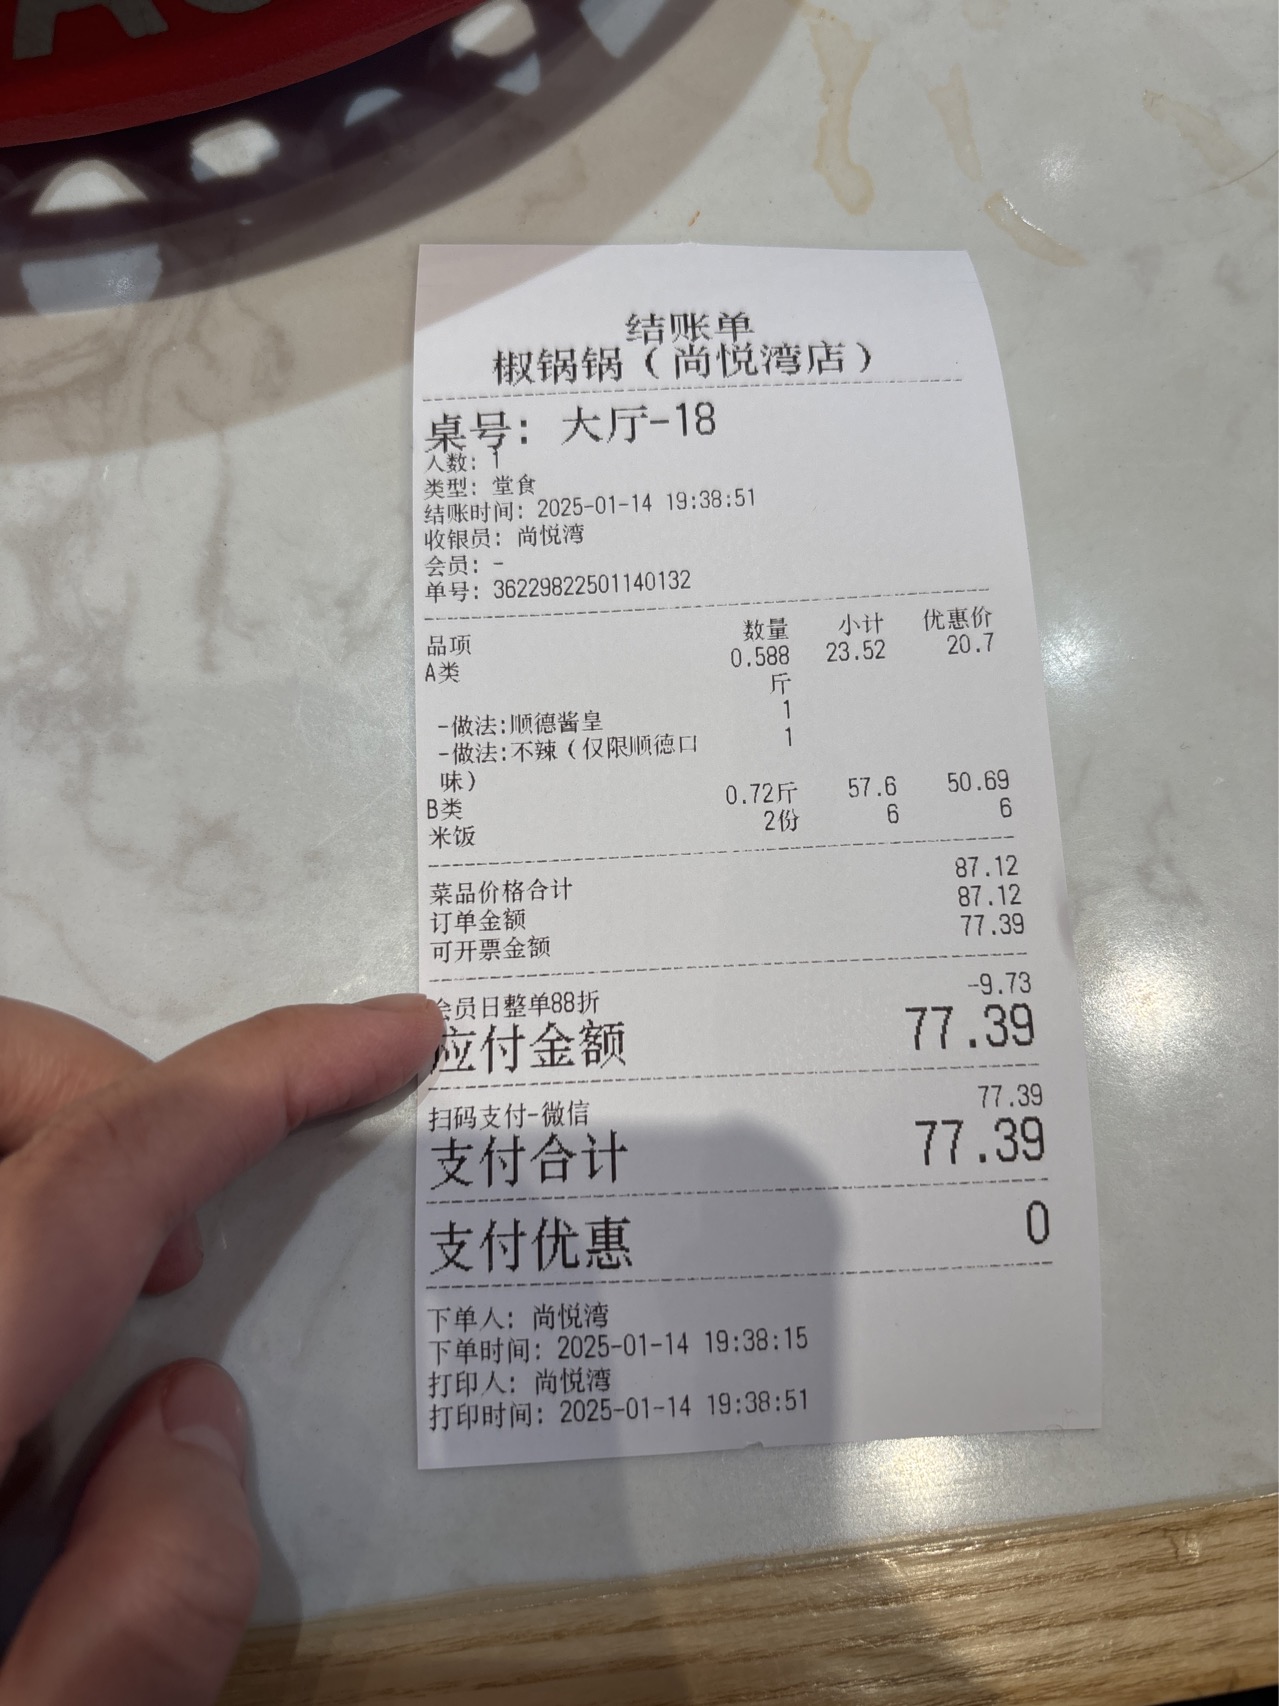 结账单
椒锅锅（尚悦湾店）
桌号： 大厅-18
人数: 1
类型: 堂食
结账时间: 2025-01-14 19:38:51
收银员: 尚悦湾
会员: -
单号: 36229822501140132
品项 数量 小计 优惠价
A类 0.588 23.52 20.7
斤
-做法:顺德酱皇 1
-做法:不辣（仅限顺德口 1
味）
B类 0.72斤 57.6 50.69
米饭 2份 6 6
菜品价格合计 87.12
订单金额 87.12
可开票金额 77.39
会员日整单88折 -9.73
应付金额 77.39
扫码支付-微信 77.39
支付合计 77.39
支付优惠 0
下单人: 尚悦湾
下单时间: 2025-01-14 19:38:15
打印人: 尚悦湾
打印时间: 2025-01-14 19:38:51